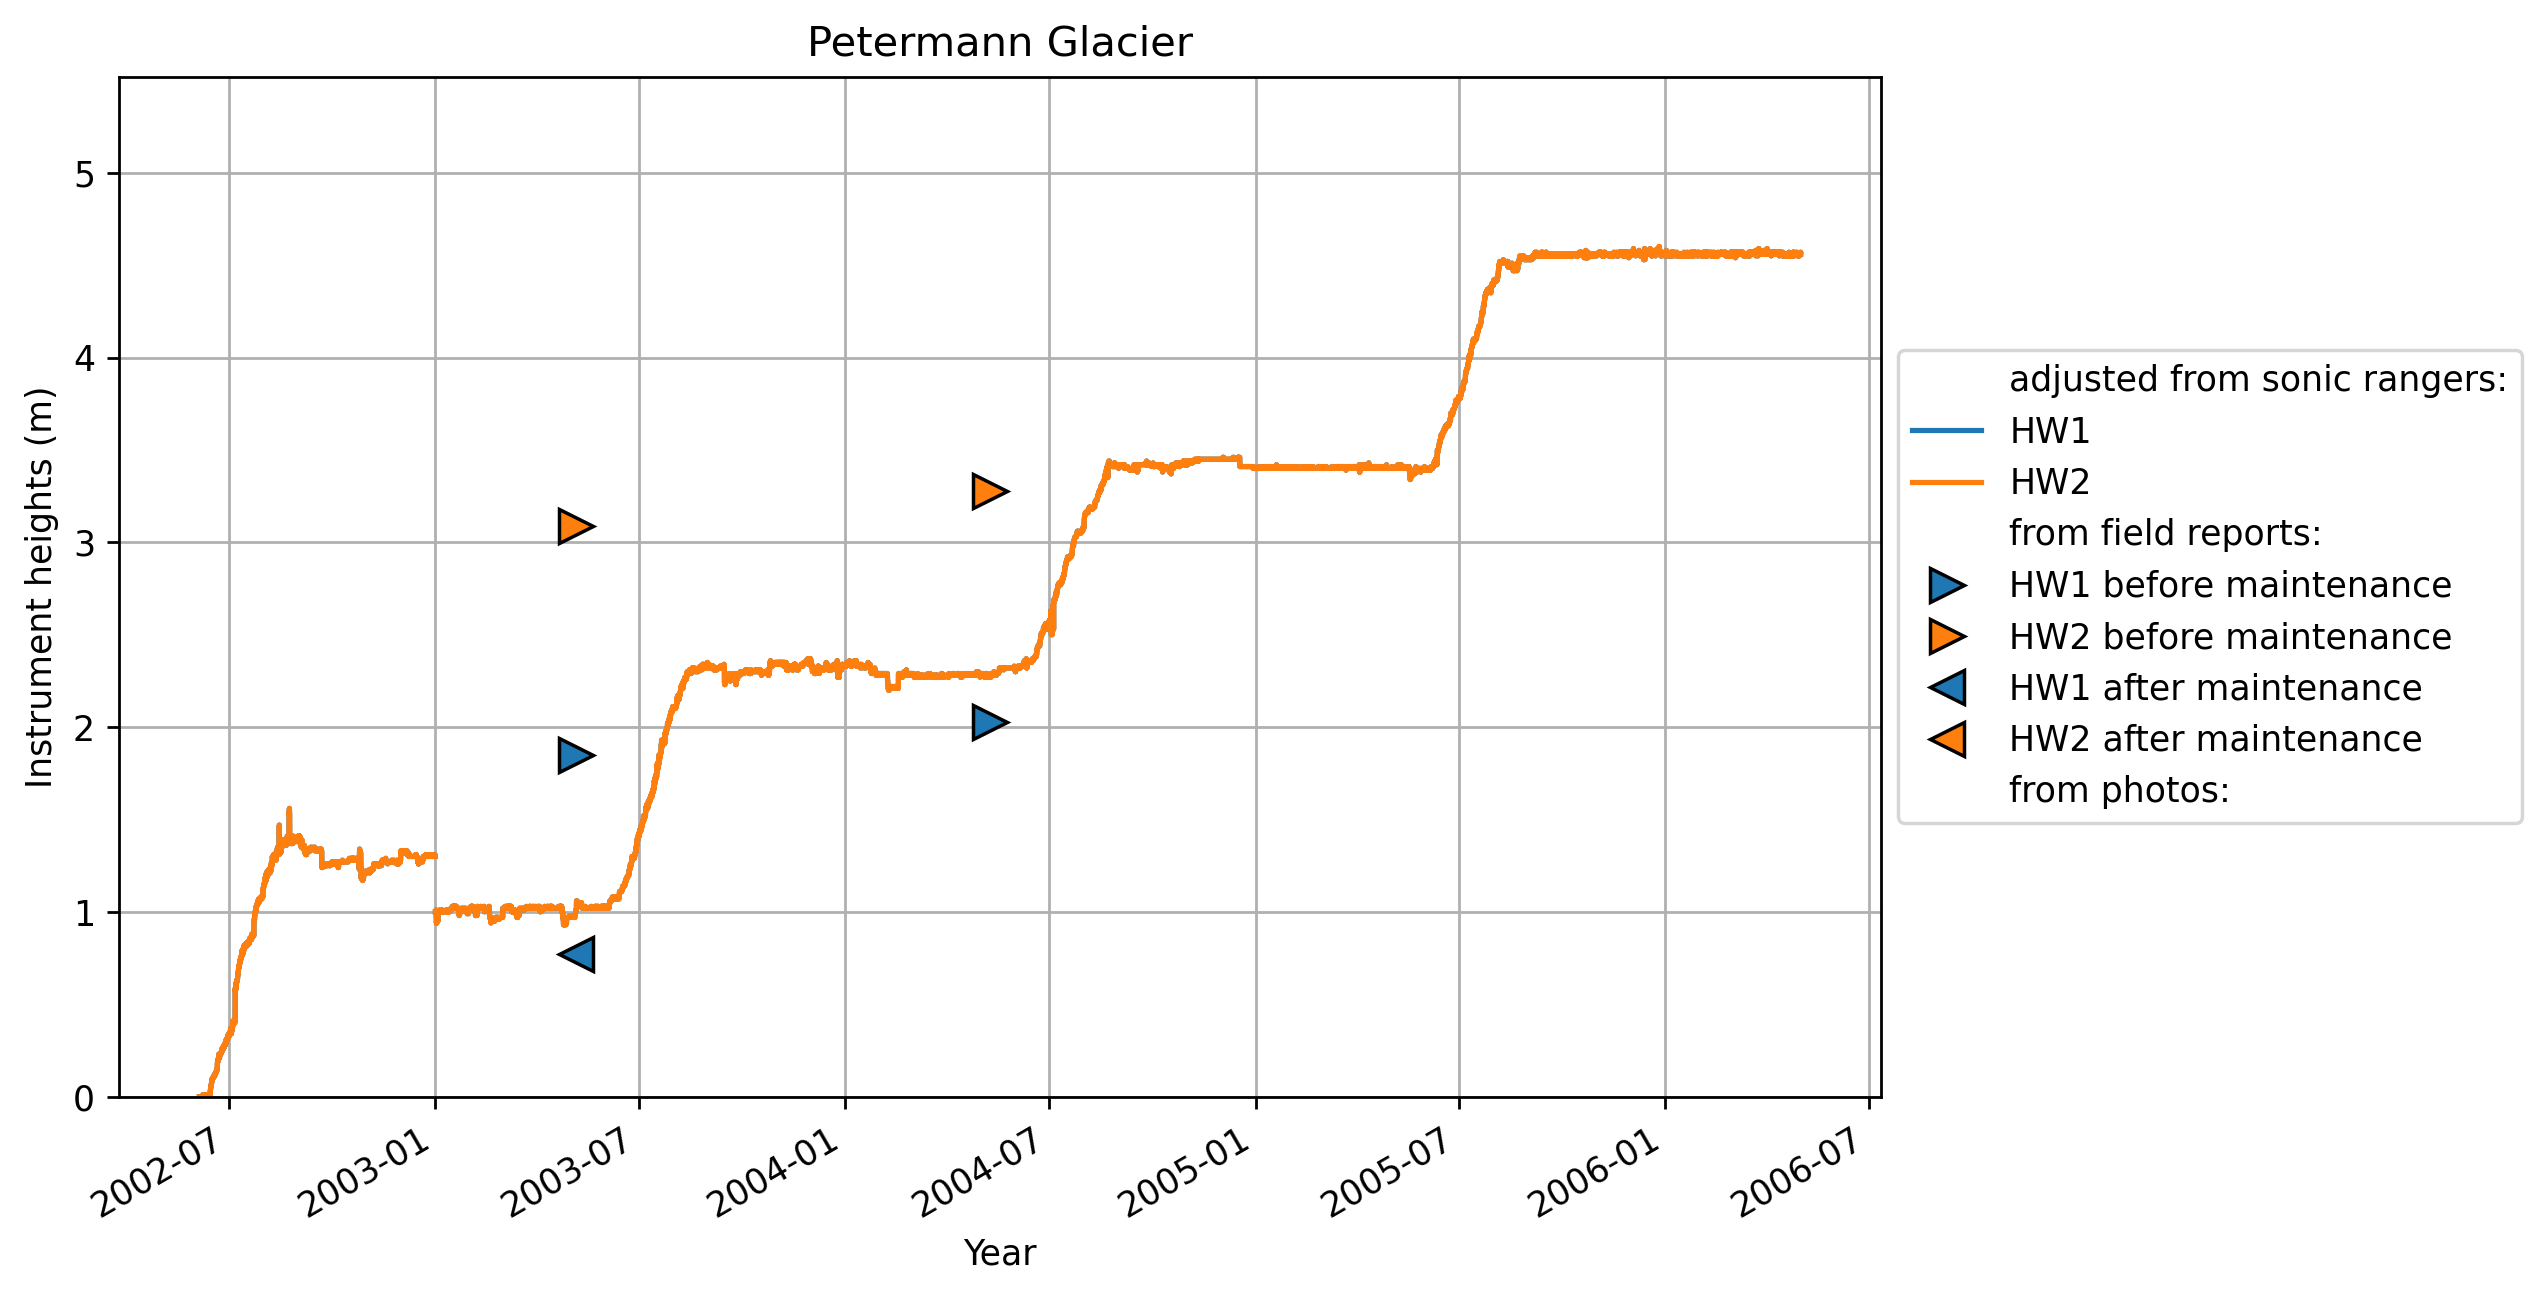 Petermann Glacier
Instrument heights (m)
5
4
3
2
1
0
2002-07
2003-01
2003-07
2004-01
2004-07
2005-01
2005-07
2006-01
2006-07
Year
adjusted from sonic rangers:
HW1
HW2
from field reports:
HW1 before maintenance
HW2 before maintenance
HW1 after maintenance
HW2 after maintenance
from photos: